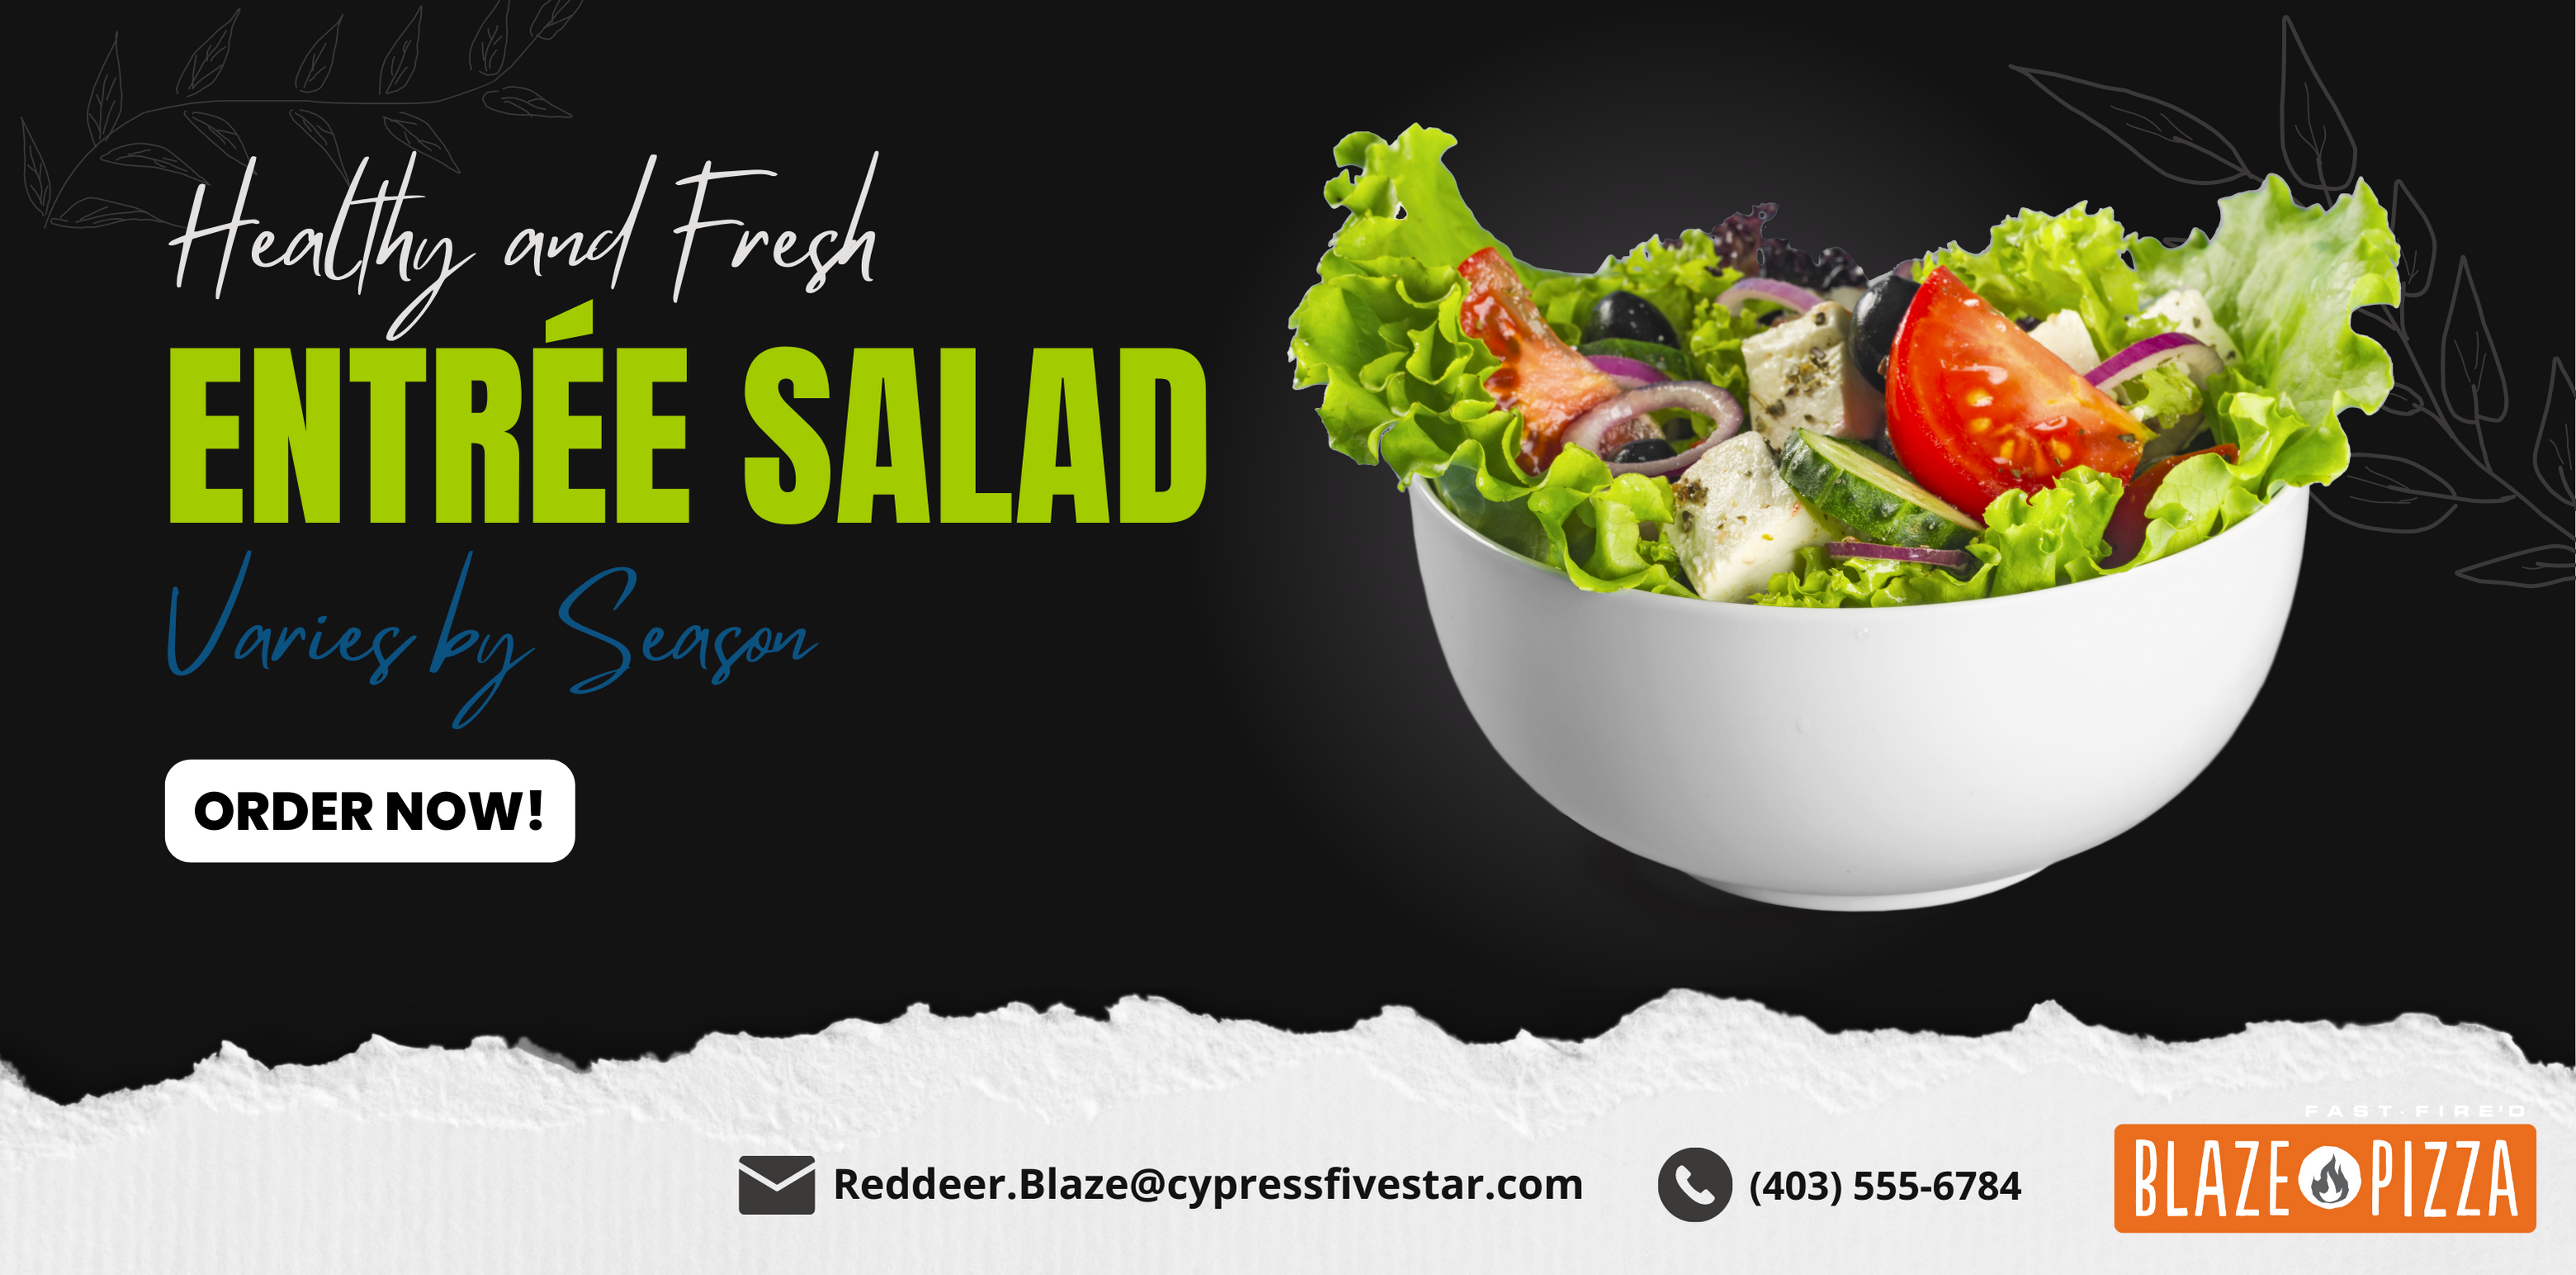 Healthy and Fresh
ENTRÉE SALAD
Varies by Season
ORDER NOW!
FAST·FIRE'D
BLAZE PIZZA
Reddeer.Blaze@cypressfivestar.com
(403) 555-6784